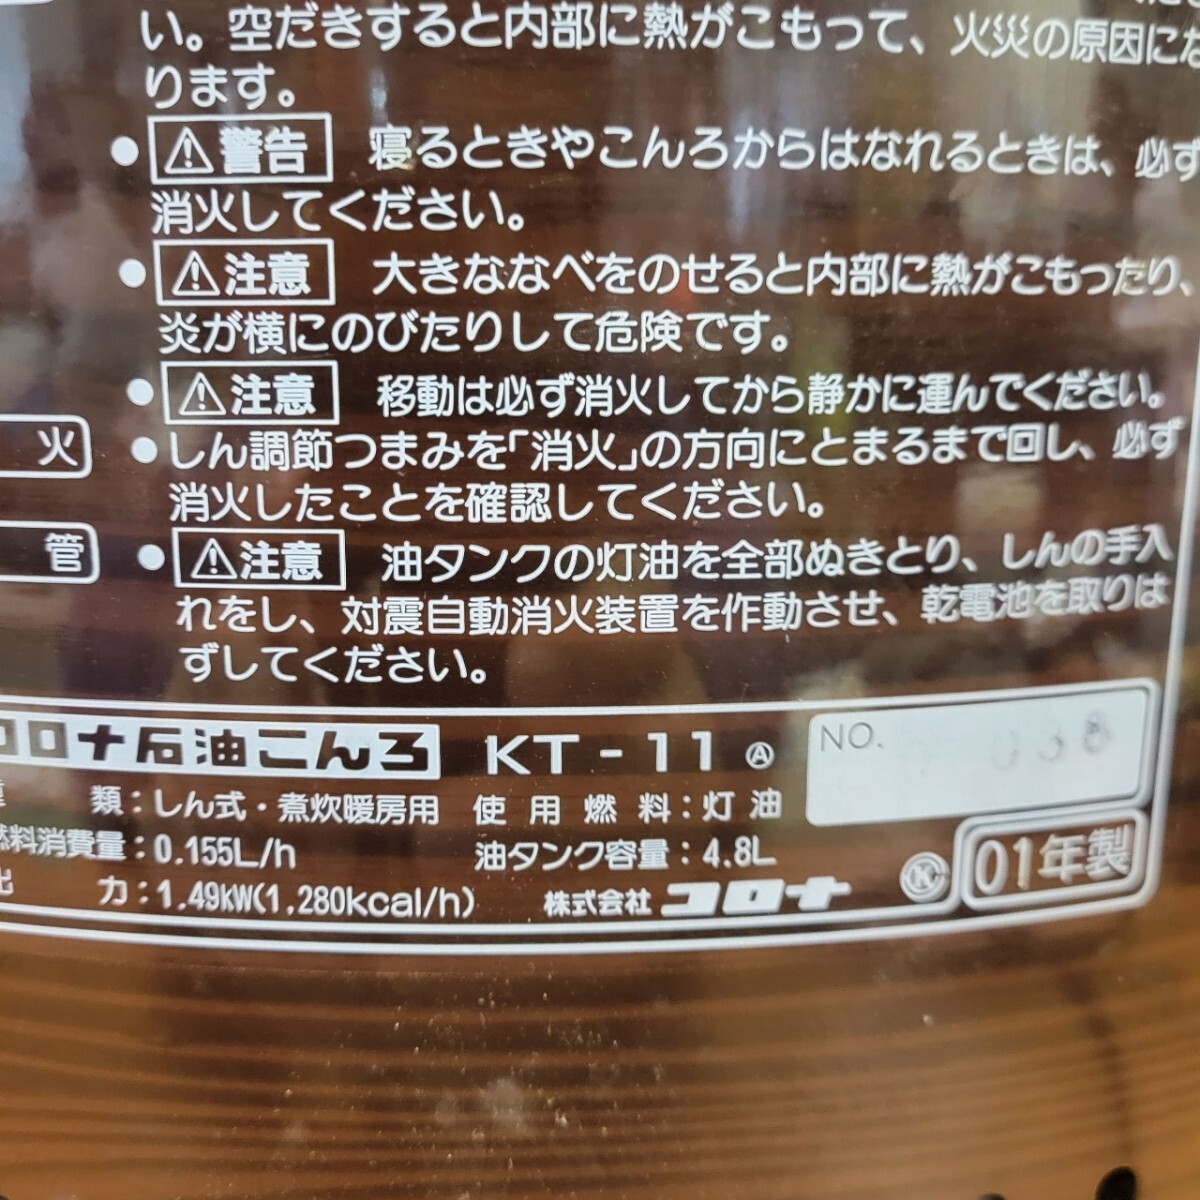 い。空だきすると内部に熱がこもって、火災の原因にな
ります。
● ⚠警告 寝るときやこんろからはなれるときは、必ず
消火してください。
● ⚠注意 大きななべをのせると内部に熱がこもったり、
炎が横にのびたりして危険です。
● ⚠注意 移動は必ず消火してから静かに運んでください。
火
● しん調節つまみを「消火」の方向にとまるまで回し、必ず
消火したことを確認してください。
管
● ⚠注意 油タンクの灯油を全部ぬきとり、しんの手入
れをし、対震自動消火装置を作動させ、乾電池を取りは
ずしてください。
コロナ石油こんろ KT-11 Ⓐ NO.
類：しん式・煮炊暖房用 使用燃料：灯油
燃料消費量：0.155L/h 油タンク容量：4.8L
出力：1.49kW(1,280kcal/h) 株式会社コロナ Ⓚ 01年製